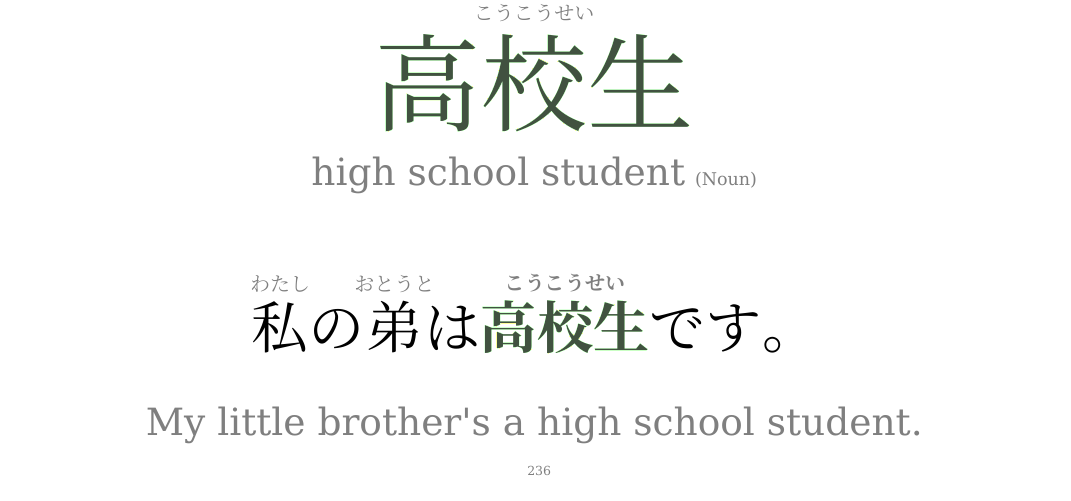 こうこうせい
高校生
high school student (Noun)
わたし おとうと こうこうせい
私の弟は高校生です。
My little brother's a high school student.
236